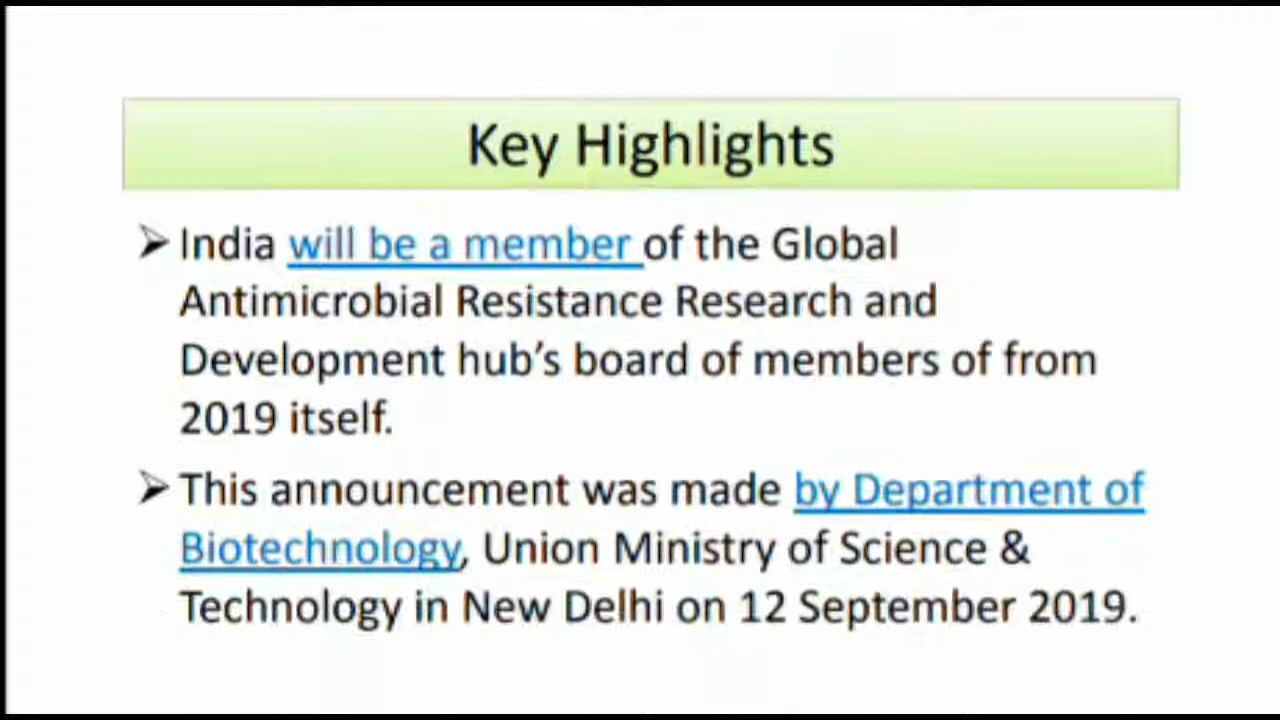 Key Highlights
India will be a member of the Global
Antimicrobial Resistance Research and
Development hub's board of members of from
2019 itself.
This announcement was made by Department of
Biotechnology, Union Ministry of Science &
Technology in New Delhi on 12 September 2019.